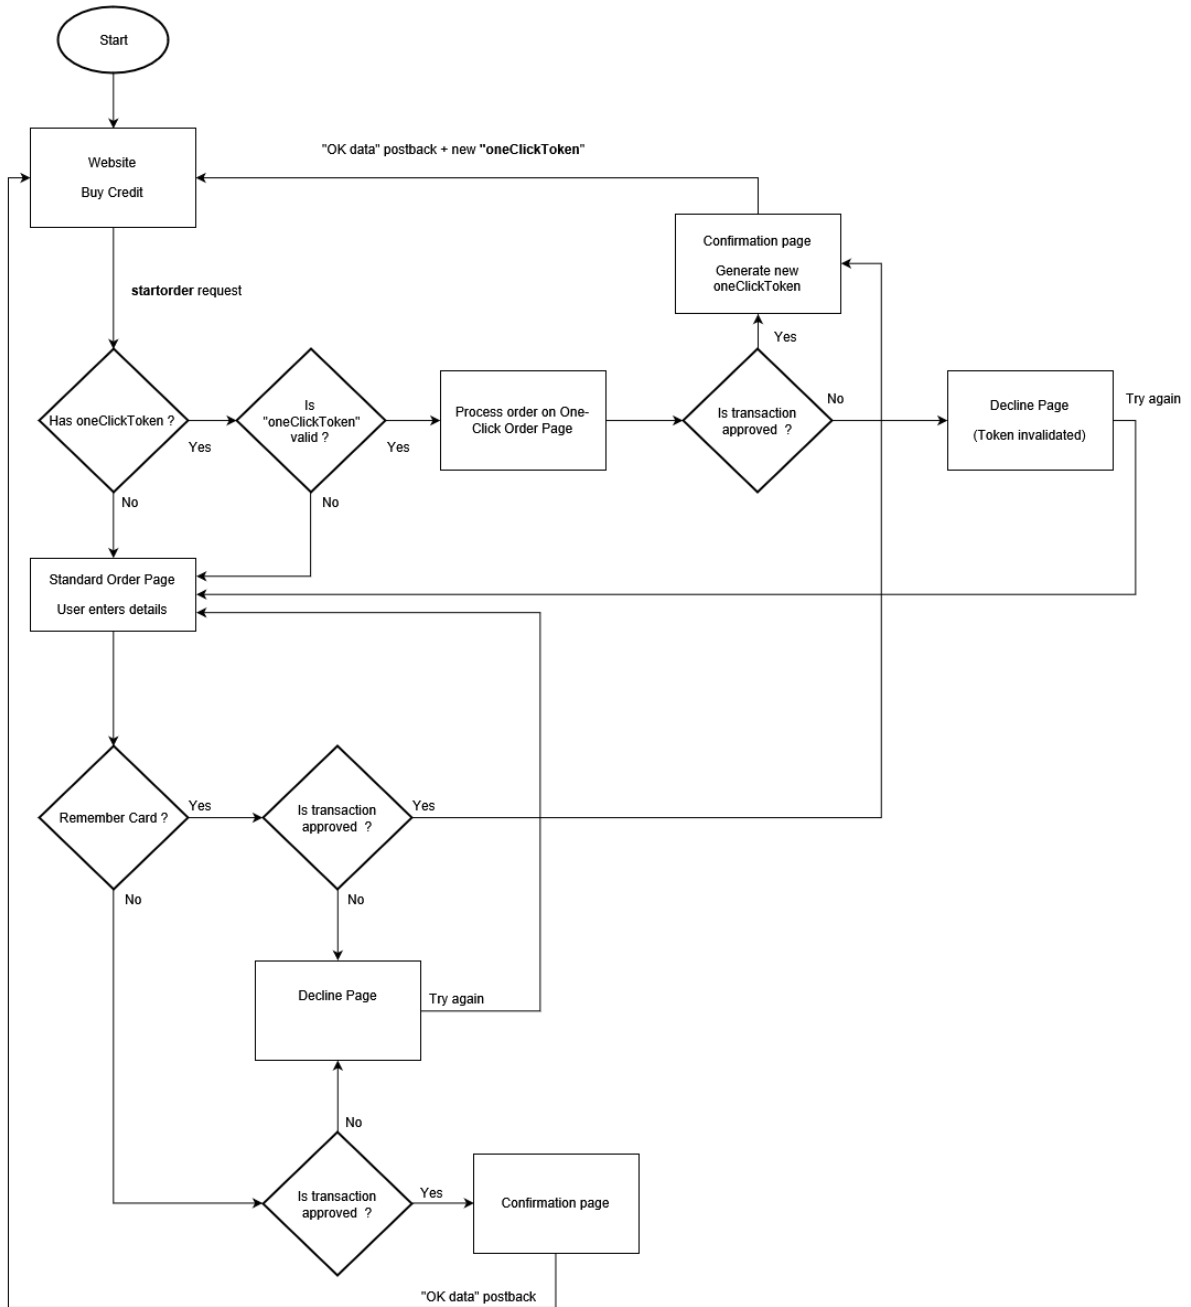 Start
Website
Buy Credit
"OK data" postback + new "oneClickToken"
Confirmation page
Generate new
oneClickToken
startorder request
Yes
Has oneClickToken ?
Yes
Is
"oneClickToken"
valid ?
Yes
Process order on One-
Click Order Page
Is transaction
approved  ?
No
Decline Page
(Token invalidated)
Try again
No
No
Standard Order Page
User enters details
Remember Card ?
Yes
Is transaction
approved  ?
Yes
No
No
Decline Page
Try again
No
Is transaction
approved  ?
Yes
Confirmation page
"OK data" postback